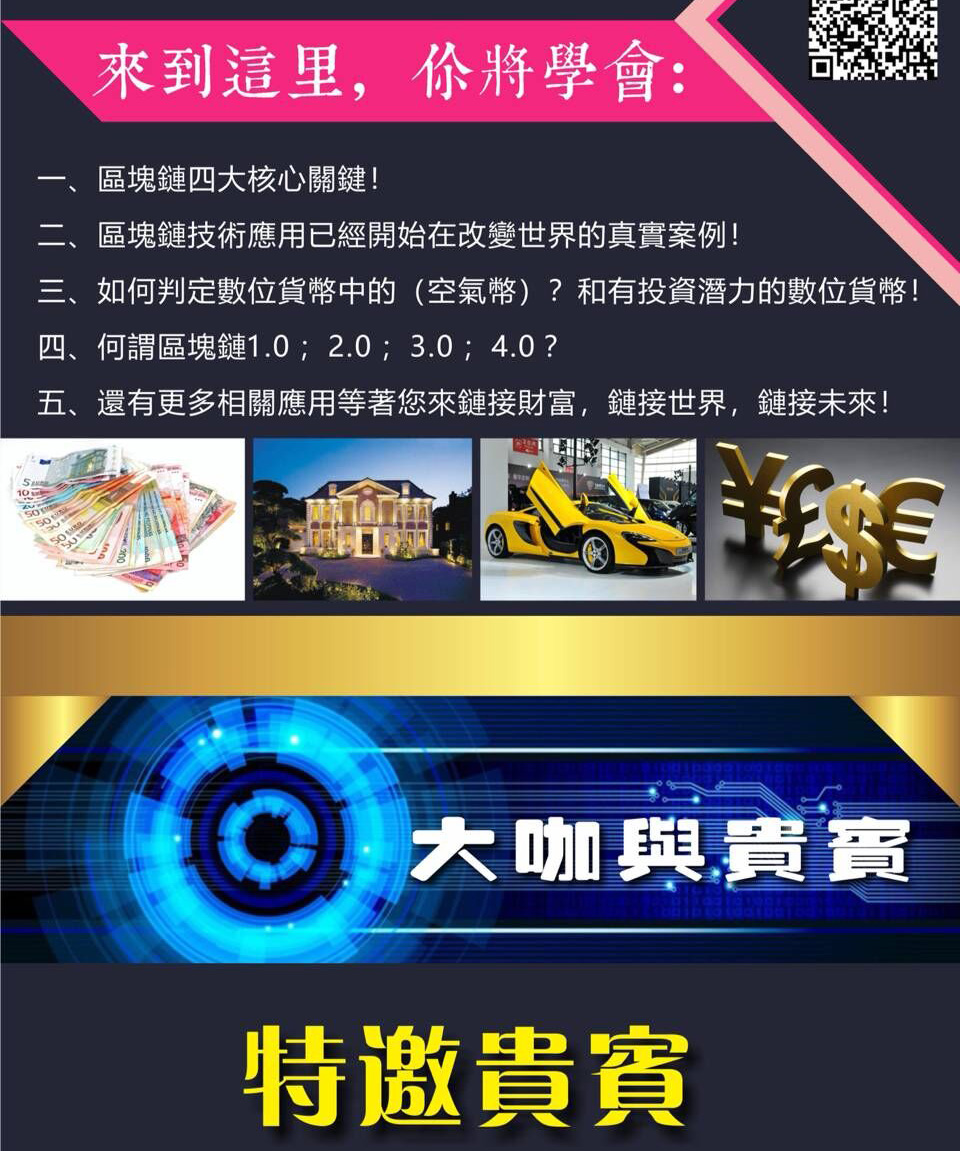 來到這里，你將學會：
一、區塊鏈四大核心關鍵！
二、區塊鏈技術應用已經開始在改變世界的真實案例！
三、如何判定數位貨幣中的（空氣幣）？和有投資潛力的數位貨幣！
四、何謂區塊鏈1.0；2.0；3.0；4.0？
五、還有更多相關應用等著您來鏈接財富，鏈接世界，鏈接未來！
大咖與貴賓
特邀貴賓